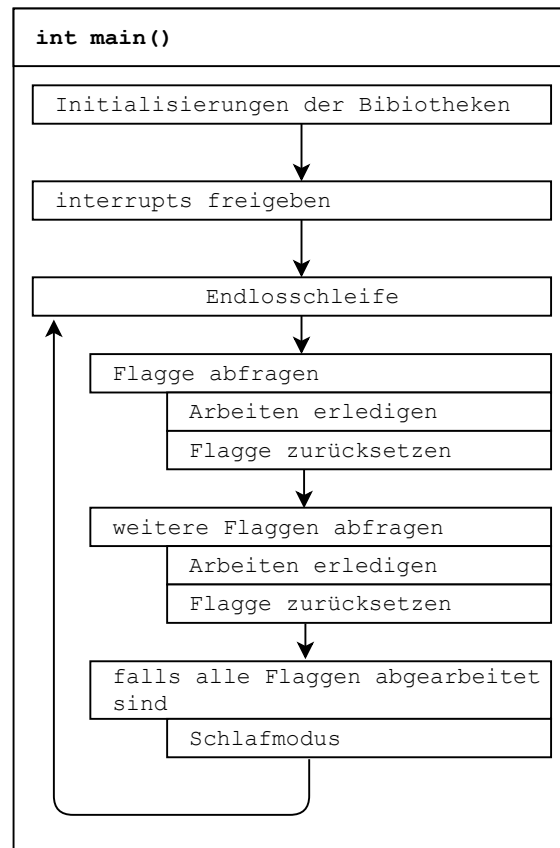 int main()
Initialisierungen der Bibiotheken
interrupts freigeben
Endlosschleife
Flagge abfragen
Arbeiten erledigen
Flagge zurücksetzen
weitere Flaggen abfragen
Arbeiten erledigen
Flagge zurücksetzen
falls alle Flaggen abgearbeitet
sind
Schlafmodus